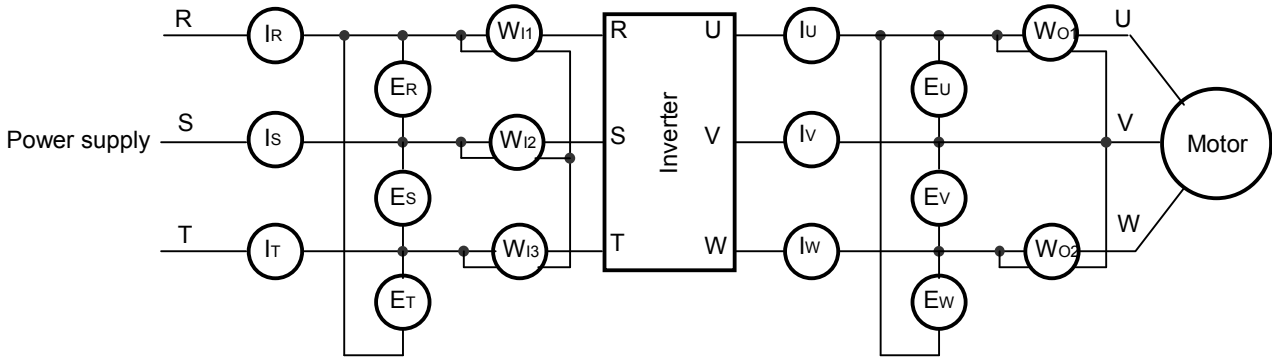 R IR WI1 R U IU WO1 U
ER EU
Power supply S IS WI2 S Inverter V IV V Motor
ES EV
T IT WI3 T W IW WO2 W
ET EW